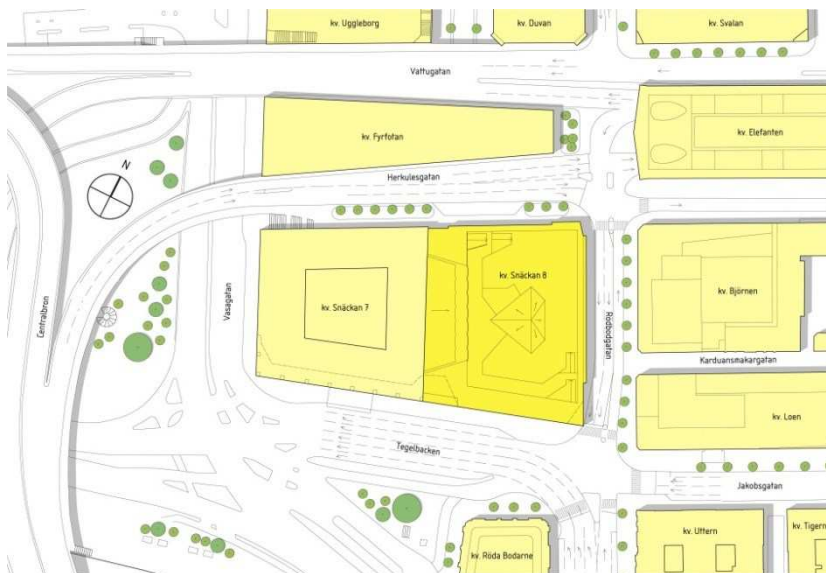 kv. Uggleborg
kv. Duvan
kv. Svalan
Vattugatan
kv. Fyrfotan
kv. Elefanten
N
Herkulesgatan
kv. Snäckan 8
kv. Björnen
kv. Snäckan 7
Vasagatan
Centralbron
Rödbodgatan
Karduansmakargatan
kv. Loen
Tegelbacken
Jakobsgatan
kv. Uttern
kv. Tigern
kv. Röda Bodarne